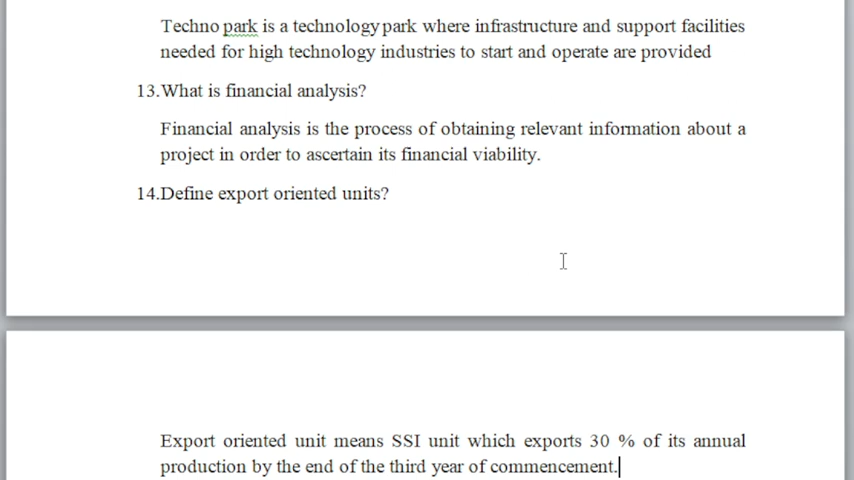 Techno park is a technology park where infrastructure and support facilities
needed for high technology industries to start and operate are provided
13.What is financial analysis?
Financial analysis is the process of obtaining relevant information about a
project in order to ascertain its financial viability.
14.Define export oriented units?
Export oriented unit means SSI unit which exports 30 % of its annual
production by the end of the third year of commencement.